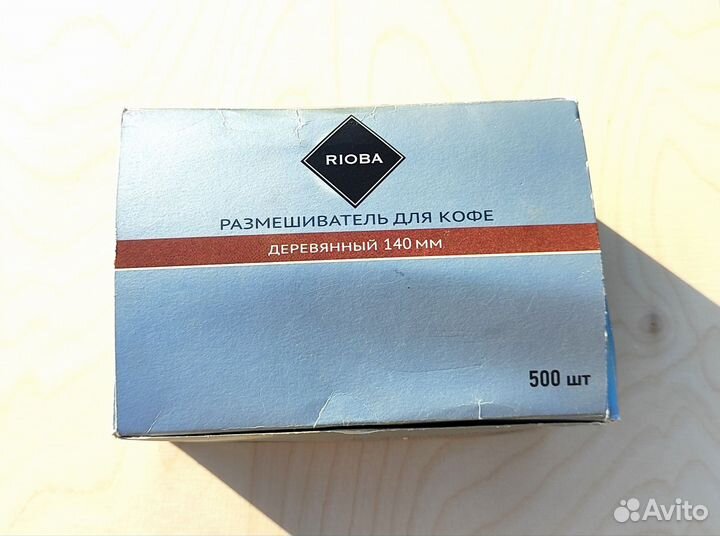 RIOBA
РАЗМЕШИВАТЕЛЬ ДЛЯ КОФЕ
ДЕРЕВЯННЫЙ 140 ММ
500 шт
Avito